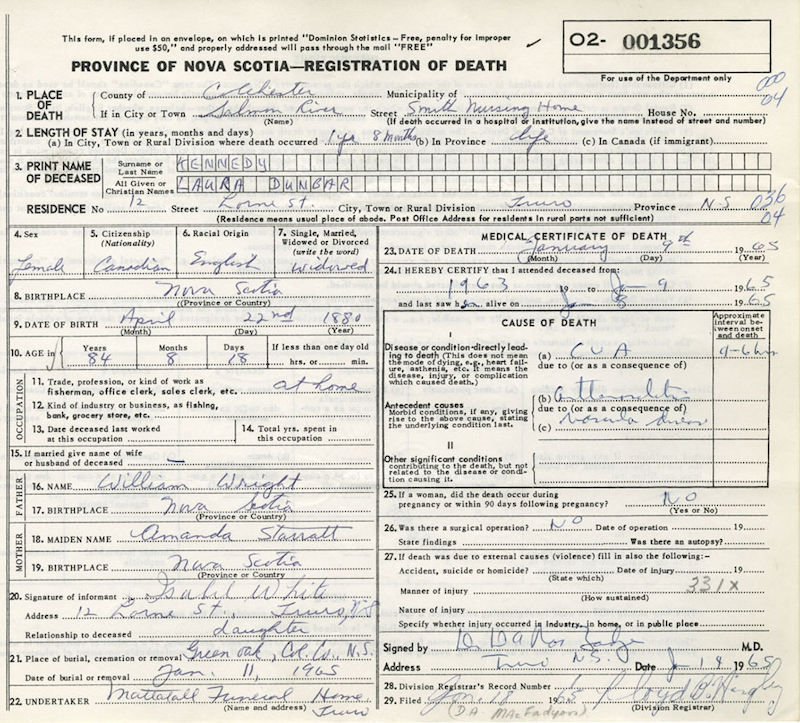 This form, if placed in an envelope, on which is printed "Dominion Statistics – Free, penalty for improper
use $50," and properly addressed will pass through the mail "FREE"
O2- 001356
PROVINCE OF NOVA SCOTIA—REGISTRATION OF DEATH
For use of the Department only
1. PLACE OF DEATH
County of Colchester Municipality of
000
04
If in City or Town Salmon River Street Smith Nursing Home House No.
(Name) (If death occurred in a hospital or institution, give the name instead of street and number)
2. LENGTH OF STAY (in years, months and days)
(a) In City, Town or Rural Division where death occurred 1 yr 8 months (b) In Province life (c) In Canada (if immigrant)
3. PRINT NAME OF DECEASED
Surname or Last Name KENNEDY
All Given or Christian Names LAURA DUNBAR
RESIDENCE No 12 Street Lorne St. City, Town or Rural Division Truro Province N.S 036
04
(Residence means usual place of abode. Post Office Address for residents in rural parts not sufficient)
4. Sex
Female
5. Citizenship (Nationality)
Canadian
6. Racial Origin
English
7. Single, Married, Widowed or Divorced (write the word)
Widowed
8. BIRTHPLACE Nova Scotia
(Province or Country)
9. DATE OF BIRTH April 22nd 1880
(Month) (Day) (Year)
10. AGE in Years 84 Months 8 Days 18 If less than one day old
hrs. or min.
OCCUPATION
11. Trade, profession, or kind of work as
fisherman, office clerk, sales clerk, etc. at home
12. Kind of industry or business, as fishing,
bank, grocery store, etc.
13. Date deceased last worked
at this occupation
14. Total yrs. spent in
this occupation
15. If married give name of wife
or husband of deceased —
FATHER
16. NAME William Wright
17. BIRTHPLACE Nova Scotia
(Province or Country)
MOTHER
18. MAIDEN NAME Amanda Starratt
19. BIRTHPLACE Nova Scotia
(Province or Country
20. Signature of informant Isabel White
Address 12 Lorne St., Truro, N.S
Relationship to deceased daughter
21. Place of burial, cremation or removal Green oak, Col. Co., N.S.
Date of burial or removal Jan. 11, 1965
22. UNDERTAKER Mattatall Funeral Home
(Name and address) Truro
MEDICAL CERTIFICATE OF DEATH
23. DATE OF DEATH January 9th 1965
(Month) (Day) (Year)
24. I HEREBY CERTIFY that I attended deceased from:
1963 19 to Jan 9 1965
and last saw h alive on Jan 8 1965
CAUSE OF DEATH
Approximate interval between onset and death
I
Disease or condition directly leading to death (This does not mean the mode of dying, e.g., heart failure, asthenia, etc. It means the disease, injury, or complication which caused death.)
(a) CVA
due to (or as a consequence of)
Antecedent causes
Morbid conditions, if any, giving rise to the above cause, stating the underlying condition last.
(b)
due to (or as a consequence of)
(c)
II
Other significant conditions
contributing to the death, but not related to the disease or condition causing it.
25. If a woman, did the death occur during
pregnancy or within 90 days following pregnancy? NO
(Yes or No)
26. Was there a surgical operation? NO Date of operation 19
State findings Was there an autopsy?
27. If death was due to external causes (violence) fill in also the following:–
Accident, suicide or homicide? Date of injury 19
(State which)
Manner of injury 331X
(How sustained)
Nature of injury
Specify whether injury occurred in industry, in home, or in public place
Signed by M.D.
Address Truro N.S. Date Jan 19 1965
28. Division Registrar's Record Number
29. Filed Jan. 1965
(D.A. MacFadyen) (Division Registrar)